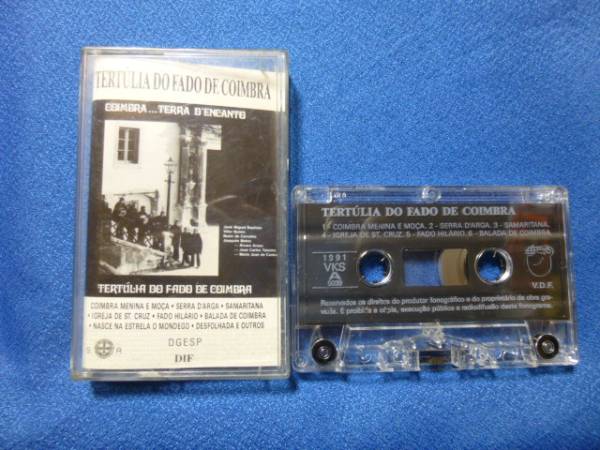 TERTÚLIA DO FADO DE COIMBRA
COIMBRA...TERRA D'ENCANTO
José Miguel Baptista
TERTÚLIA DO FADO DE COIMBRA
COIMBRA MENINA E MOÇA • SERRA D'ARGA • SAMARITANA
• IGREJA DE ST. CRUZ • FADO HILÁRIO • BALADA DE COIMBRA
• NASCE NA ESTRELA O MONDEGO • DESFOLHADA E OUTROS
DGESP
S A
DIF
TERTÚLIA DO FADO DE COIMBRA
1 - COIMBRA MENINA E MOÇA. 2 - SERRA D'ARGA. 3 - SAMARITANA.
4 - IGREJA DE ST. CRUZ. 5 - FADO HILÁRIO. 6 - BALADA DE COIMBRA.
1991
VKS
A
V.D.F.
Reservados os direitos do produtor fonográfico e do proprietário da obra gra-
vada. É proibida a cópia, execução pública e radiodifusão deste fonograma.